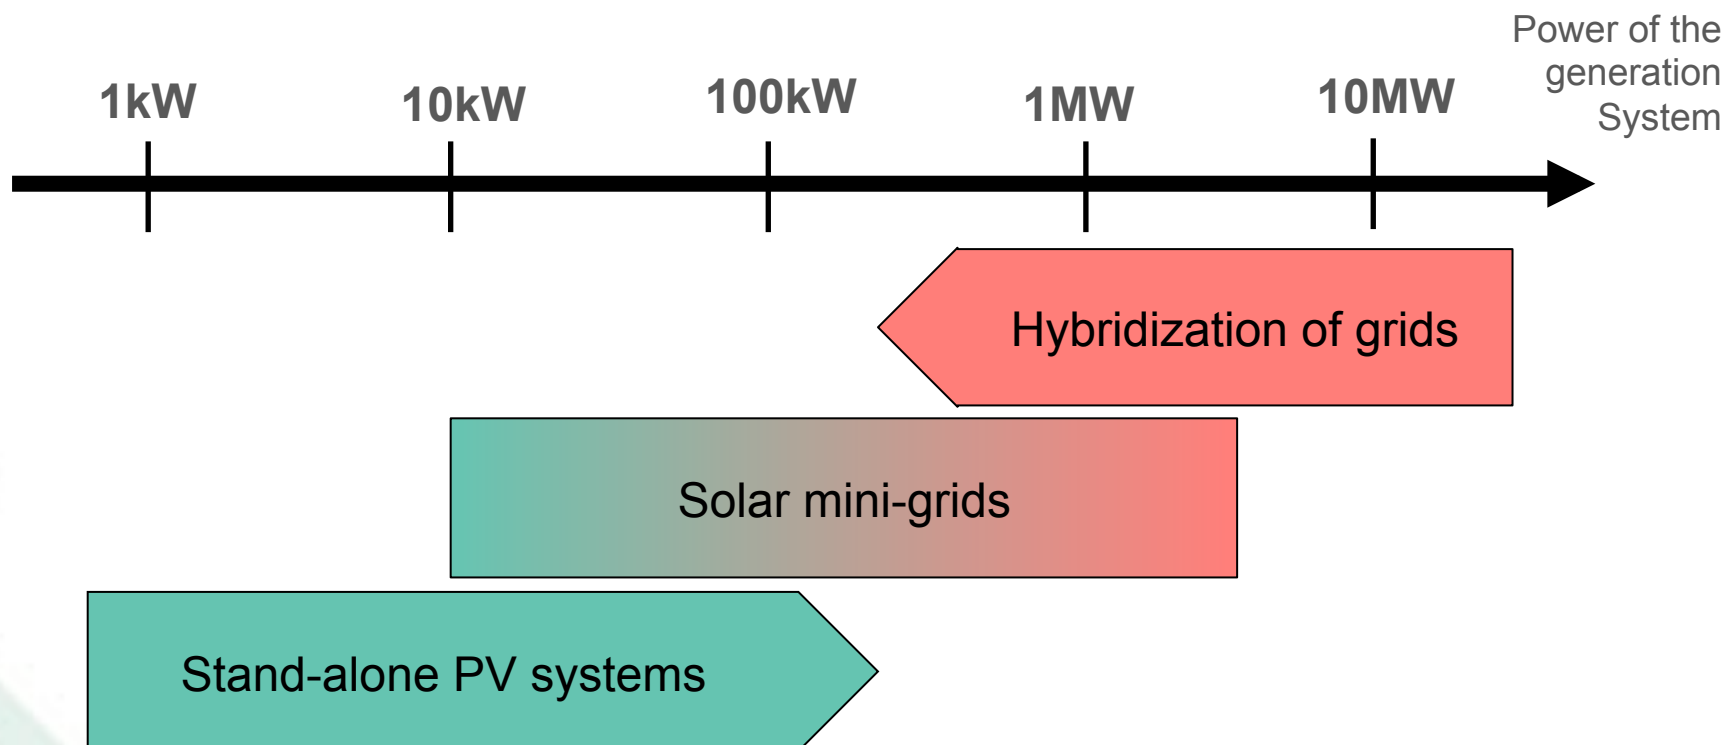 Power of the
generation
System
1kW
10kW
100kW
1MW
10MW
Hybridization of grids
Solar mini-grids
Stand-alone PV systems